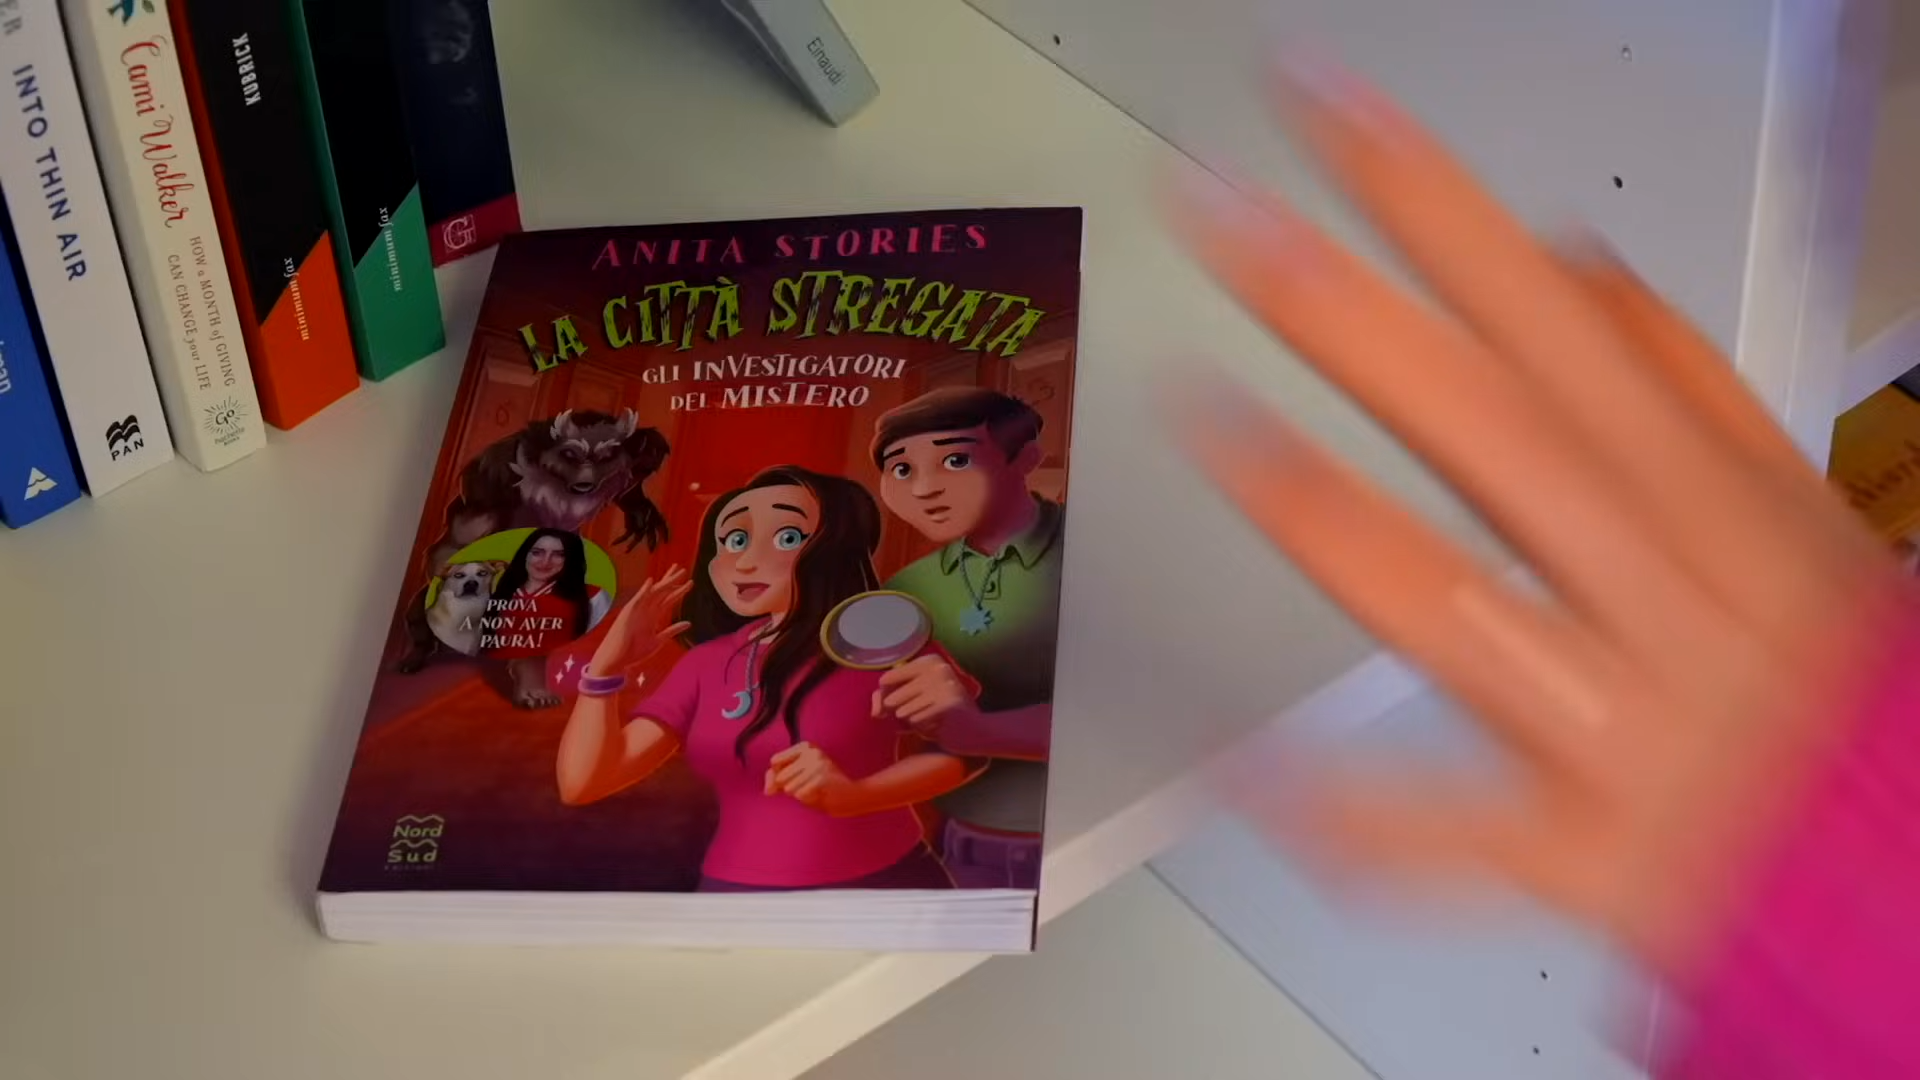 INTO THIN AIR
PAN
Cami Walker
HOW a MONTH of GIVING
CAN CHANGE your LIFE
Go
KUBRICK
minimum fax
minimum fax
Einaudi
ANITA STORIES
LA CITTÀ STREGATA
GLI INVESTIGATORI
DEL MISTERO
PROVA
A NON AVER
PAURA!
Nord
Sud